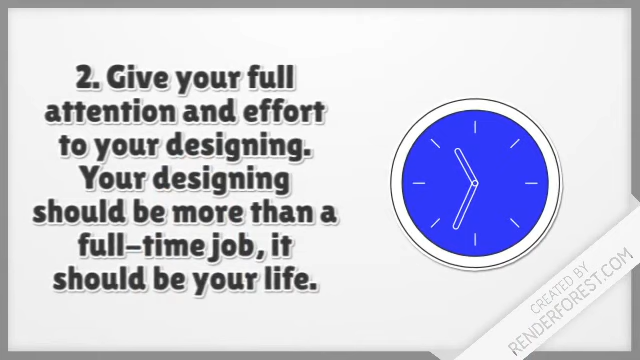 2. Give your full
attention and effort
to your designing.
Your designing
should be more than a
full-time job, it
should be your life.
CREATED BY
RENDERFOREST.COM